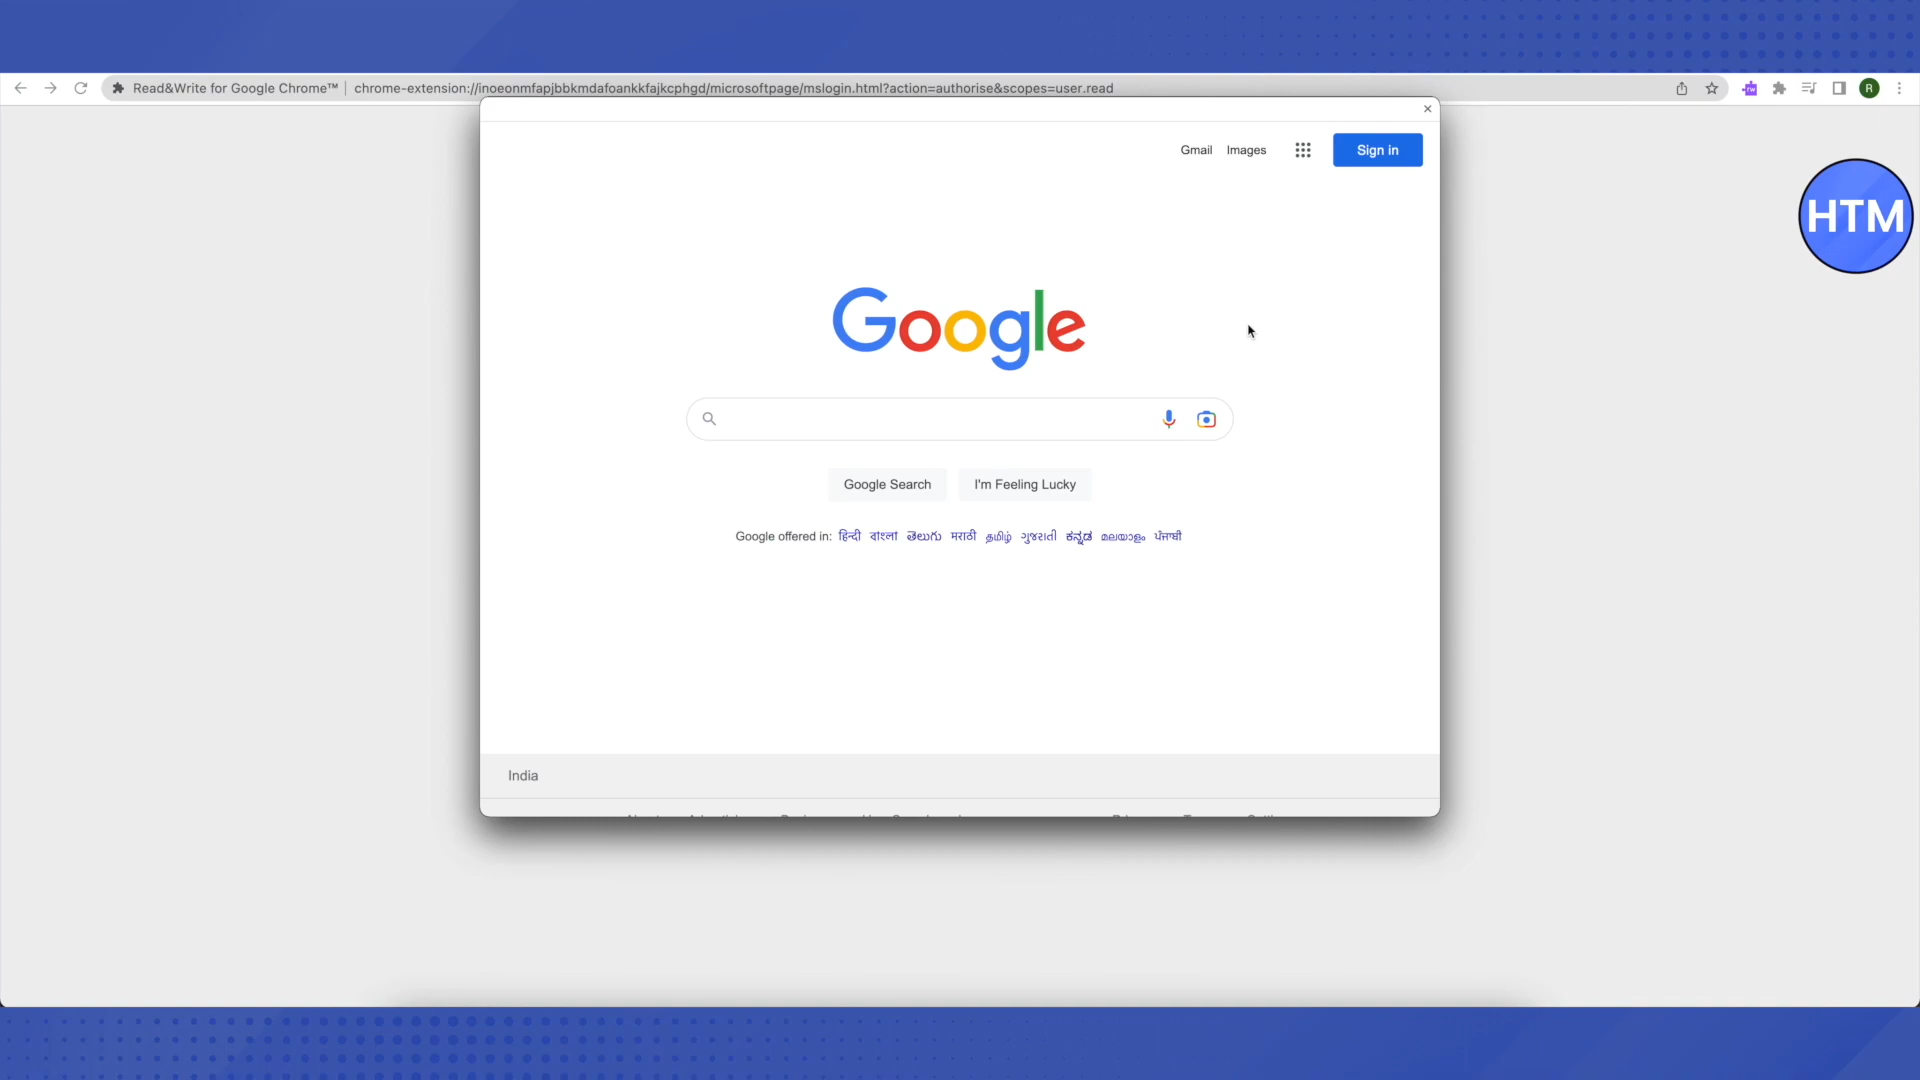 Read&Write for Google Chrome™ | chrome-extension://inoeonmfapjbbkmdafoankkfajkcphgd/microsoftpage/mslogin.html?action=authorise&scopes=user.read
R
Gmail Images Sign in
HTM
Google
Google Search I'm Feeling Lucky
Google offered in: हिन्दी বাংলা తెలుగు मराठी தமிழ் ગુજરાતી ಕನ್ನಡ മലയാളം ਪੰਜਾਬੀ
India